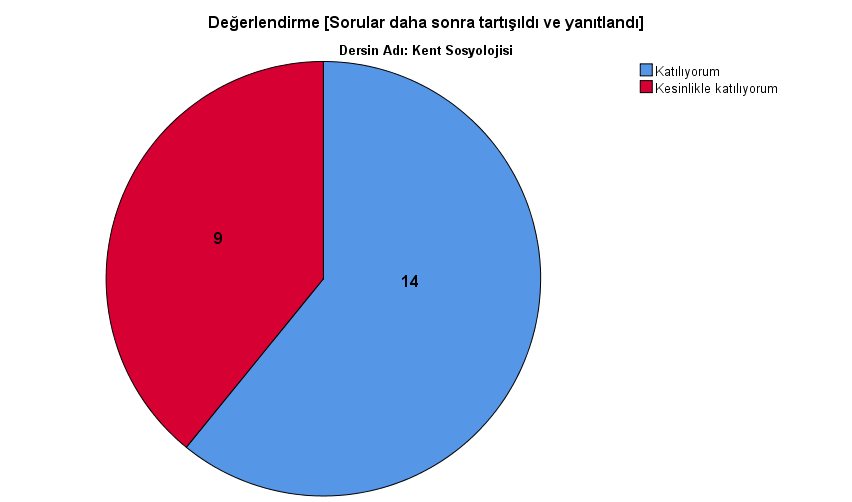 Değerlendirme [Sorular daha sonra tartışıldı ve yanıtlandı]
Dersin Adı: Kent Sosyolojisi
Katılıyorum
Kesinlikle katılıyorum
9
14